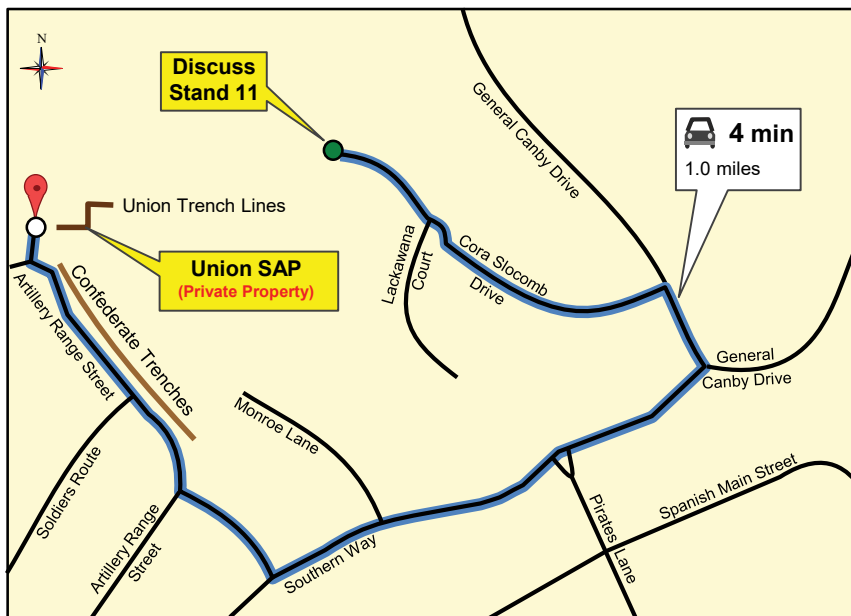 N
Discuss
Stand 11
General Canby Drive
4 min
1.0 miles
Union Trench Lines
Union SAP
(Private Property)
Lackawana
Court
Cora Slocomb
Drive
Confederate Trenches
Artillery Range Street
General
Canby Drive
Monroe Lane
Soldiers Route
Artillery Range
Street
Southern Way
Pirates Lane
Spanish Main Street